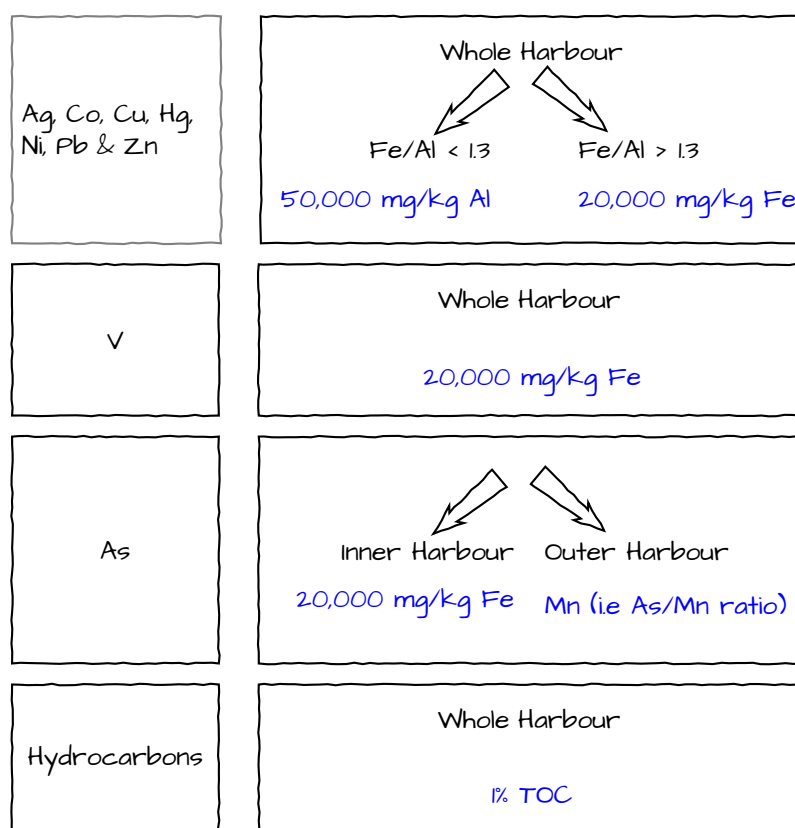 Ag, Co, Cu, Hg,
Ni, Pb & Zn
Whole Harbour
Fe/Al < 1.3
Fe/Al > 1.3
50,000 mg/kg Al
20,000 mg/kg Fe
V
Whole Harbour
20,000 mg/kg Fe
As
Inner Harbour
Outer Harbour
20,000 mg/kg Fe
Mn (i.e As/Mn ratio)
Hydrocarbons
Whole Harbour
1% TOC